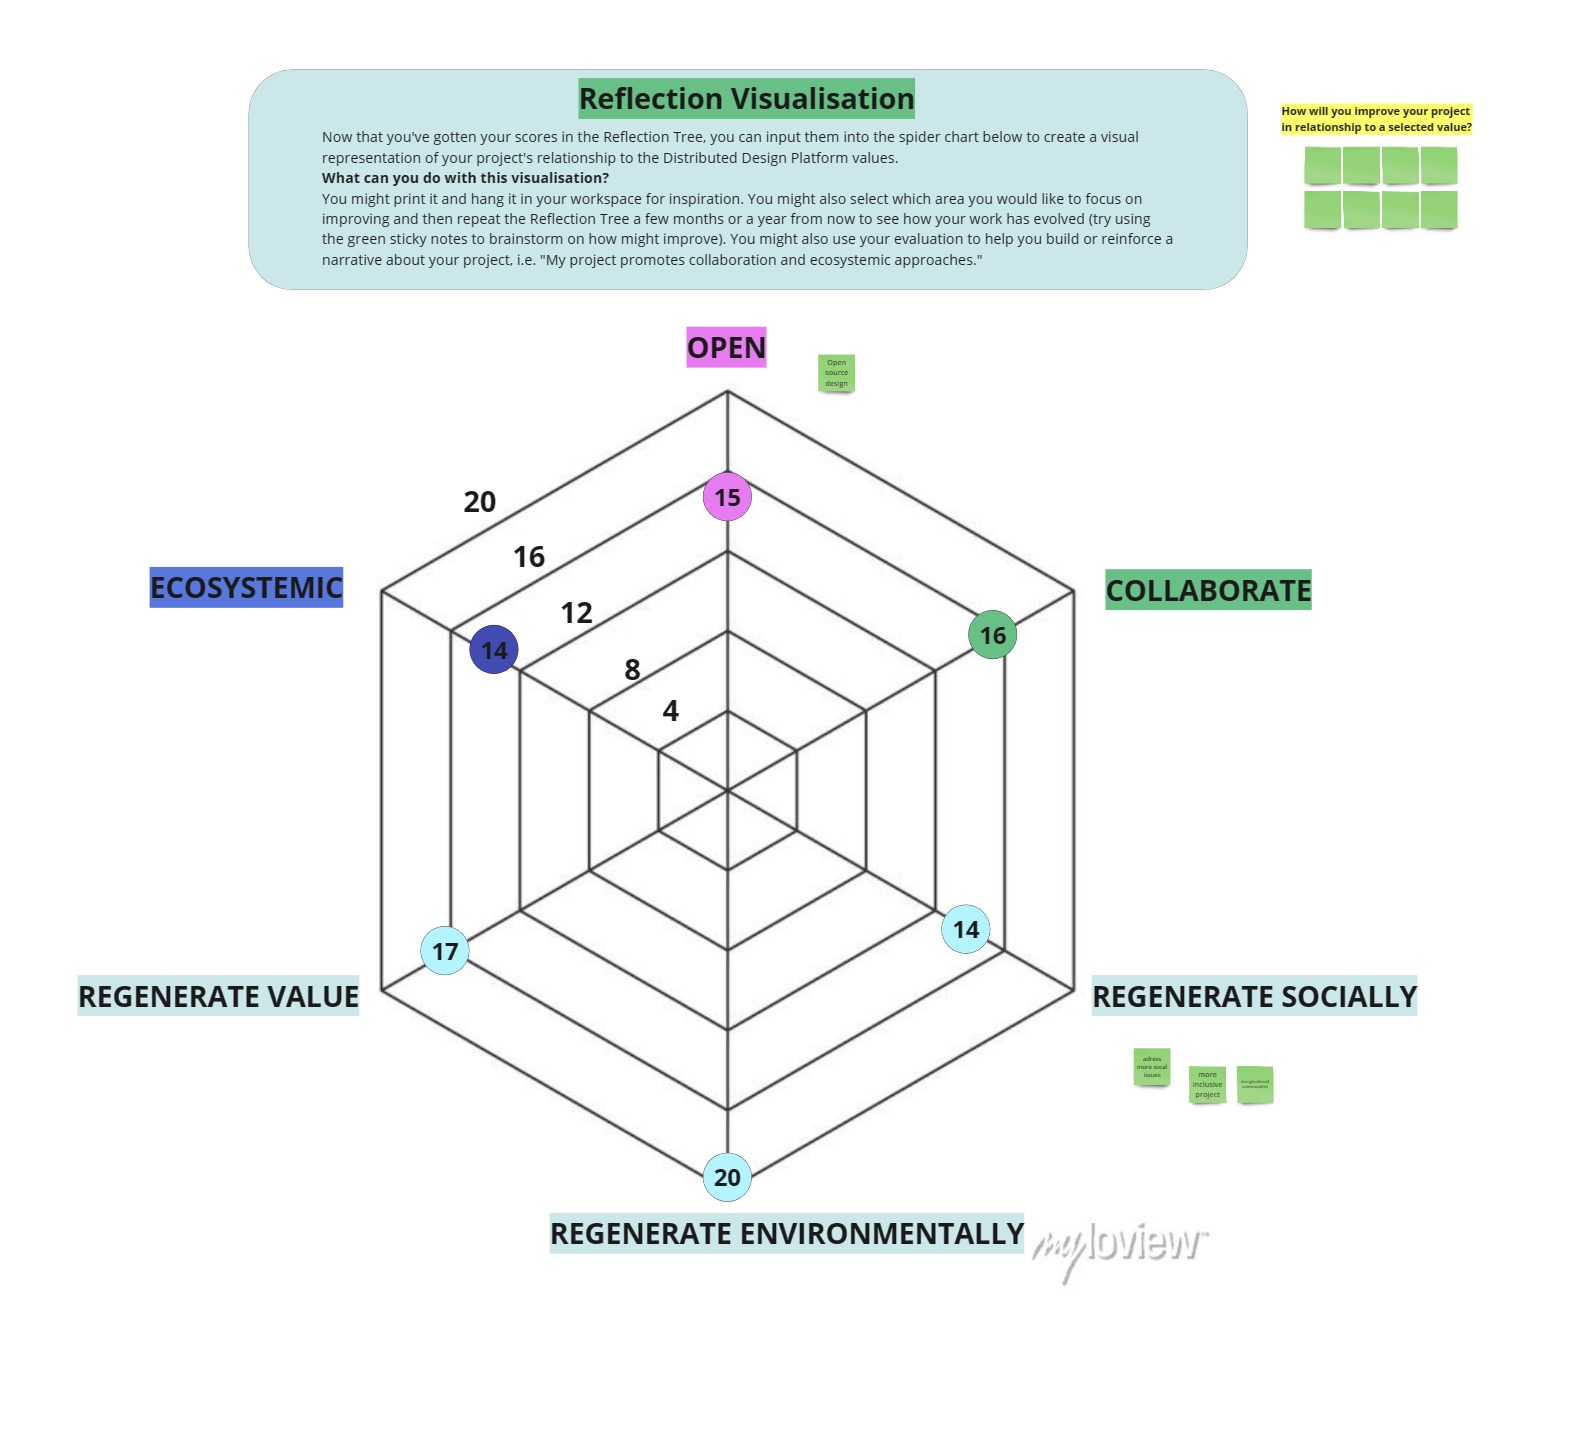 Reflection Visualisation
Now that you've gotten your scores in the Reflection Tree, you can input them into the spider chart below to create a visual
representation of your project's relationship to the Distributed Design Platform values.
What can you do with this visualisation?
You might print it and hang it in your workspace for inspiration. You might also select which area you would like to focus on
improving and then repeat the Reflection Tree a few months or a year from now to see how your work has evolved (try using
the green sticky notes to brainstorm on how might improve). You might also use your evaluation to help you build or reinforce a
narrative about your project, i.e. "My project promotes collaboration and ecosystemic approaches."
How will you improve your project
in relationship to a selected value?
OPEN
Open
source
design
20
15
16
12
8
4
ECOSYSTEMIC
COLLABORATE
14
16
17
14
REGENERATE VALUE
REGENERATE SOCIALLY
adress
more socal
issues
more
inclusive
project
marginalized
communities
20
REGENERATE ENVIRONMENTALLY
myloview